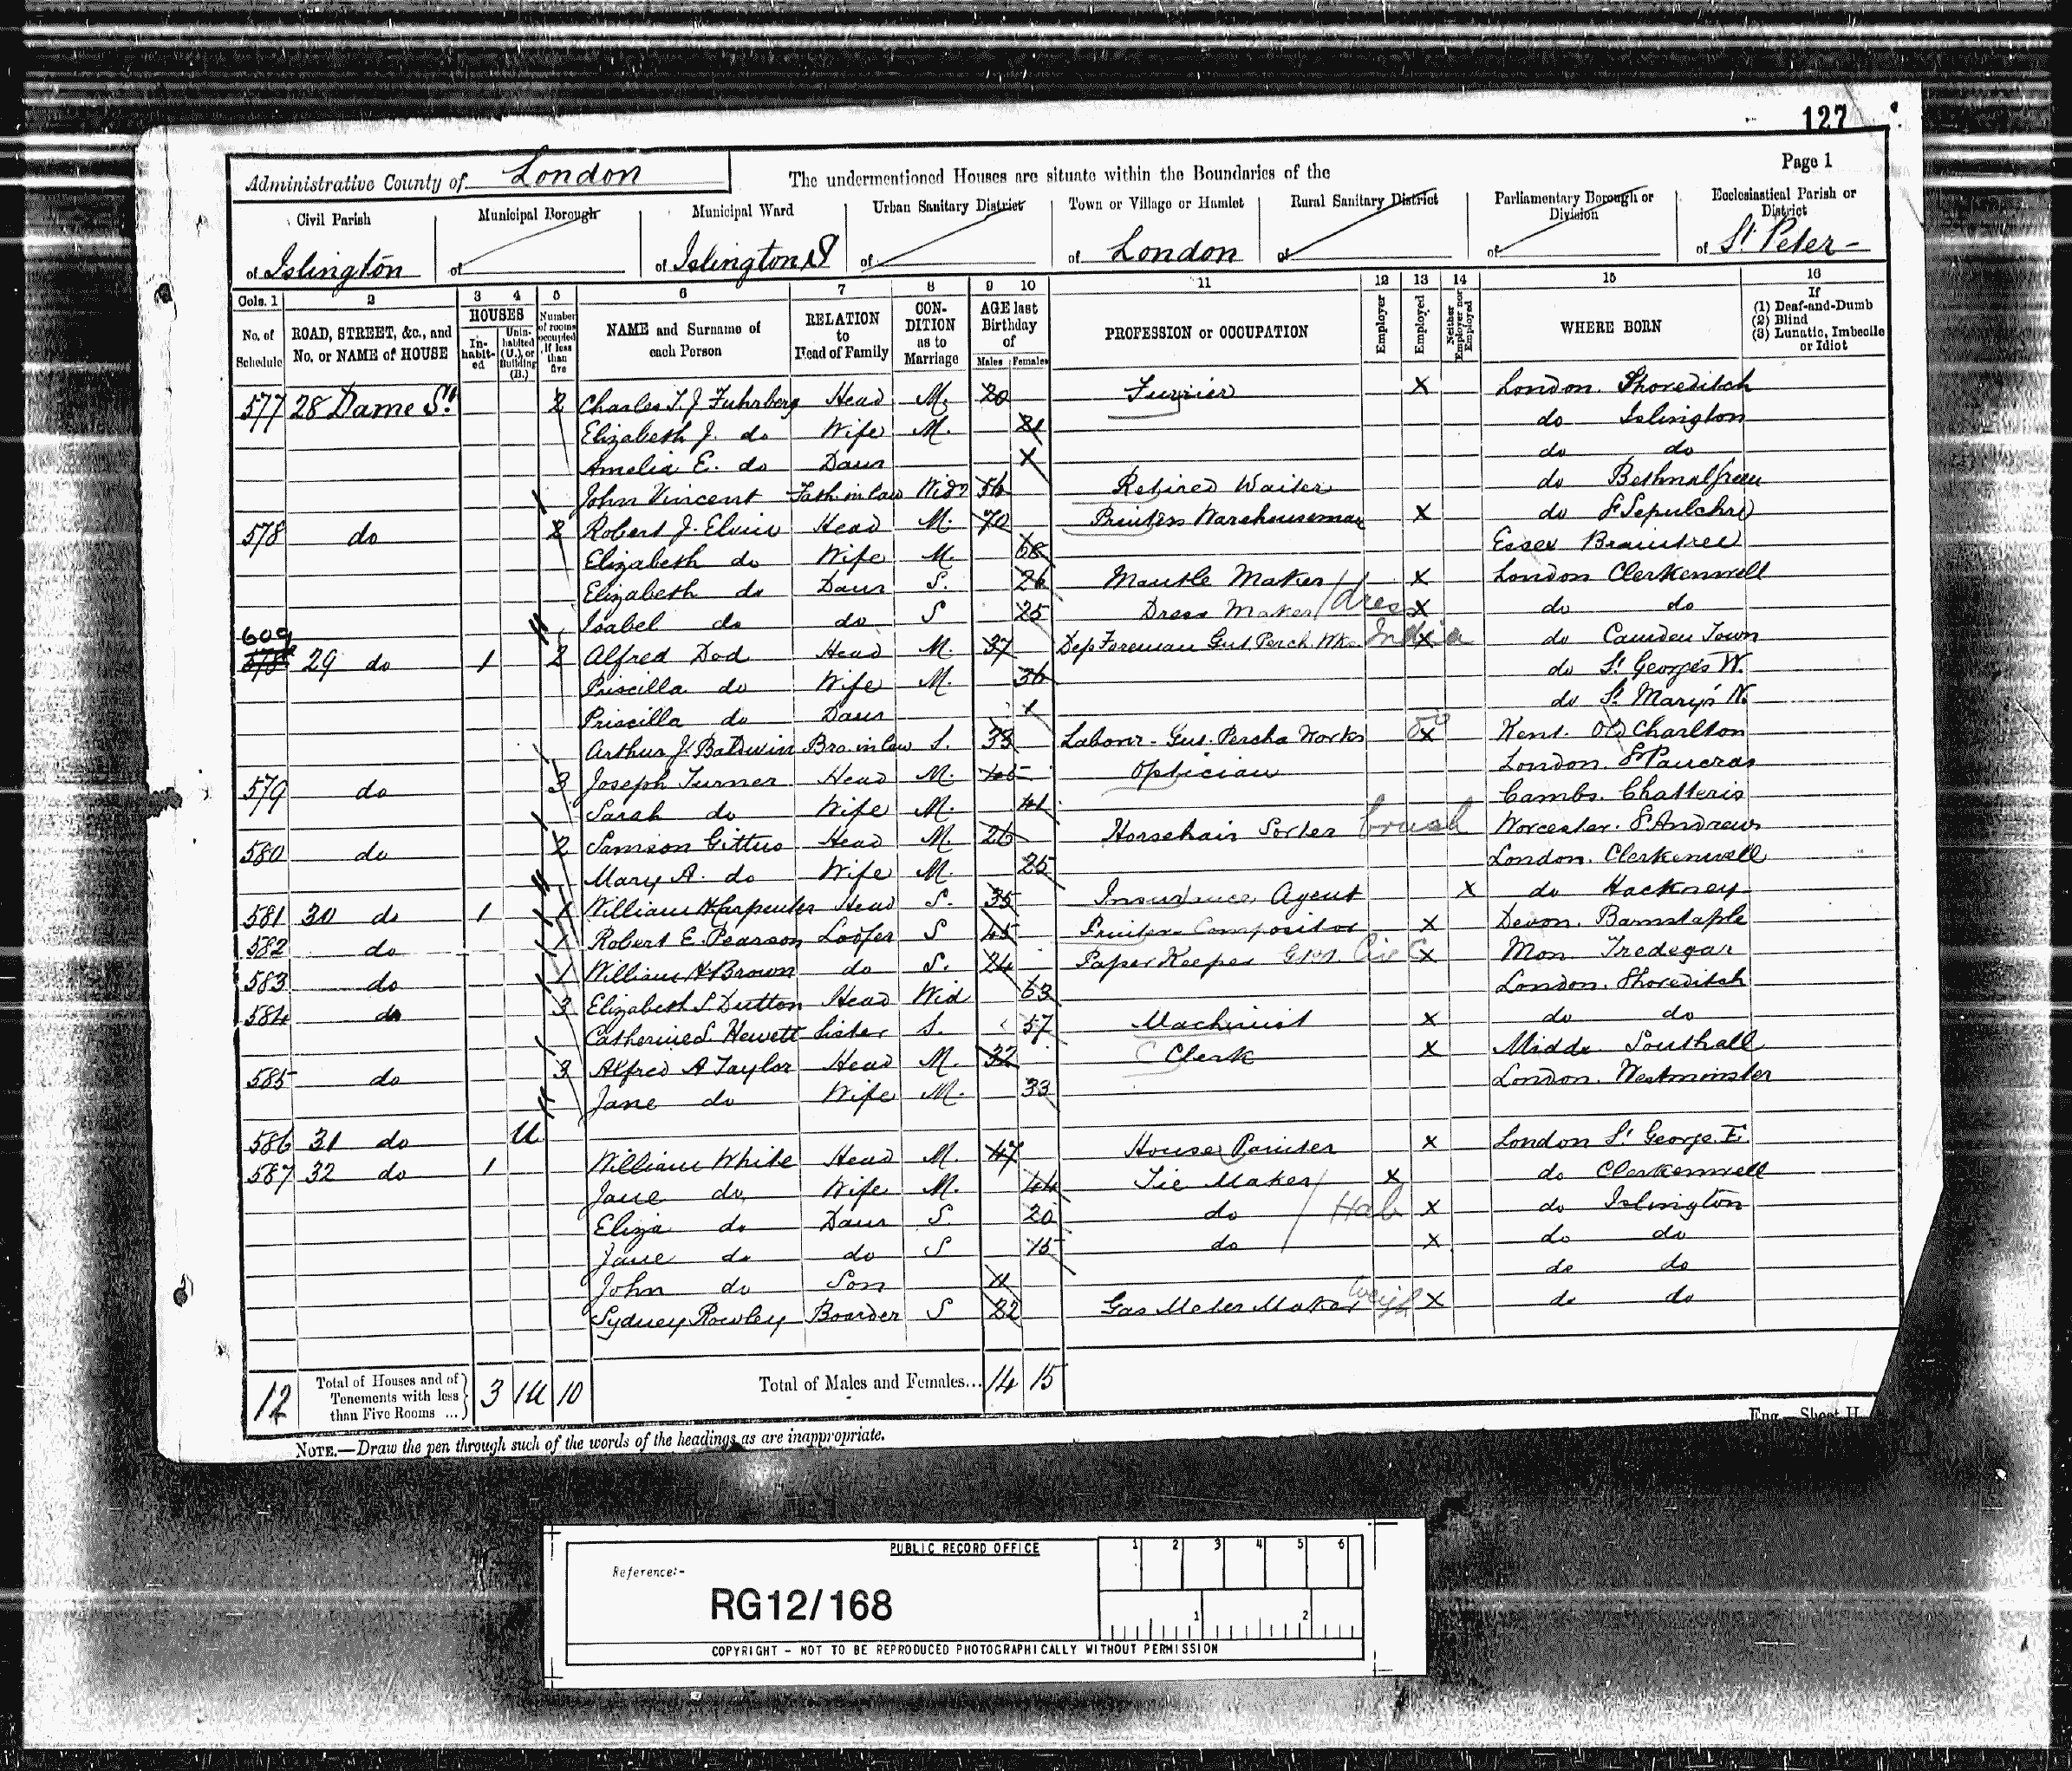 127
Page 1
Administrative County of London The undermentioned Houses are situate within the Boundaries of the
Civil Parish Municipal Borough Municipal Ward Urban Sanitary District Town or Village or Hamlet Rural Sanitary District Parliamentary Borough or Division Ecclesiastical Parish or District
of Islington of of Islington of of London of of of St Peter
Cols. 1 2 3 4 5 6 7 8 9 10 11 12 13 14 15 16
No. of Schedule ROAD, STREET, &c., and No. or NAME of HOUSE HOUSES Inhabited Uninhabited (U.), or Building (B.) Number of rooms occupied if less than five NAME and Surname of each Person RELATION to Head of Family CONDITION as to Marriage AGE last Birthday of Males Females PROFESSION or OCCUPATION Employer Employed Neither Employer nor Employed WHERE BORN If (1) Deaf-and-Dumb (2) Blind (3) Lunatic, Imbecile or Idiot
577 28 Dame St 2 Charles T. J. Fuhrberg Head M. 20 Furrier X London Shoreditch
Elizabeth J. do Wife M. 21 do Islington
Amelia E. do Daur do do
John Vincent Fath in law Widr 56 Retired Waiter do Bethnal Green
578 do 2 Robert J. Elvin Head M. 70 Printers Warehouseman X do St Sepulchre
Elizabeth do Wife M. 68 Essex Braintree
Elizabeth do Daur S. 26 Mantle Maker X London Clerkenwell
Isabel do do S 25 Dress Maker dres X do do
609 578 29 do 1 2 Alfred Dod Head M. 37 Dep Foreman Gut Perch. Wks India X do Camden Town
Priscilla do Wife M. 36 do St George's W.
Priscilla do Daur 1 do St Mary's N.
Arthur J. Baldwin Bro. in law S. 33 Labour - Gut. Percha Works do X Kent Old Charlton
579 do 3 Joseph Turner Head M. Optician London St Pancras
Sarah do Wife M. 41 Cambs. Chatteris
580 do 2 Samson Gittus Head M. 26 Horsehair Sorter brush Worcester. St Andrews
Mary A. do Wife M. 25 London. Clerkenwell
581 30 do 1 1 William H Carpenter Head S. 35 Insurance Agent X do Hackney
582 do 1 Robert E. Pearson Lodger S 45 Printer Compositor X Devon. Barnstaple
583 do 1 William H. Brown do S. 24 Paper Keeper X Mon. Tredegar
584 do 3 Elizabeth S Dutton Head Wid 63 London. Shoreditch
Catherine S. Hewett Sister S. 57 Machinist X do do
585 do 3 Alfred A Taylor Head M. 32 C Clerk X Middx Southall
Jane do Wife M. 33 London. Westminster
586 31 do U
587 32 do 1 William White Head M. 47 House Painter X London St George E.
Jane do Wife M. 44 Tie Maker X do Clerkenwell
Eliza do Daur S 20 do Hab X do Islington
Jane do do S 15 do X do do
John do Son 11 do do
Sydney Rowley Boarder S 22 Gas Meter Maker Weigh X do do
12 Total of Houses and of Tenements with less than Five Rooms ... 3 1U 10 Total of Males and Females... 14 15
Eng.—Sheet H
NOTE.—Draw the pen through such of the words of the headings as are inappropriate.
PUBLIC RECORD OFFICE
1 2 3 4 5 6
Reference:-
RG12/168
1 2
COPYRIGHT - NOT TO BE REPRODUCED PHOTOGRAPHICALLY WITHOUT PERMISSION